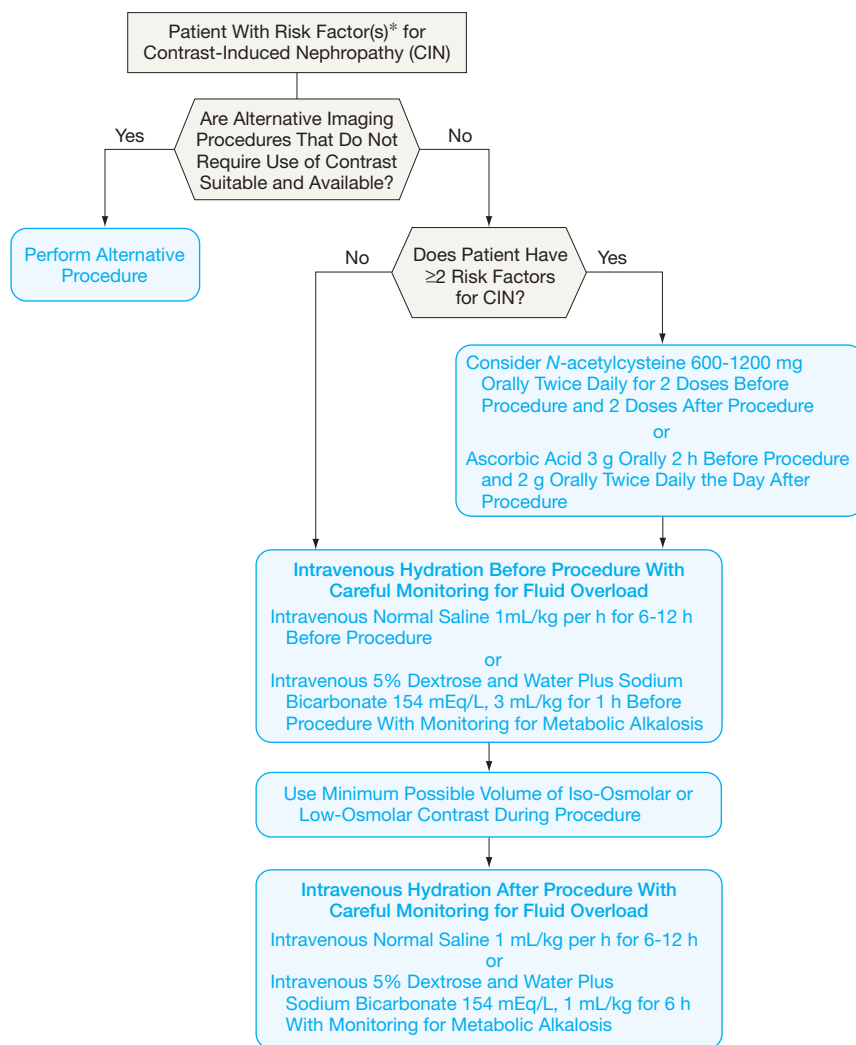 Patient With Risk Factor(s)* for
Contrast-Induced Nephropathy (CIN)
Are Alternative Imaging
Procedures That Do Not
Require Use of Contrast
Suitable and Available?
Yes
No
Perform Alternative
Procedure
Does Patient Have
≥2 Risk Factors
for CIN?
No
Yes
Consider N-acetylcysteine 600-1200 mg
Orally Twice Daily for 2 Doses Before
Procedure and 2 Doses After Procedure
or
Ascorbic Acid 3 g Orally 2 h Before Procedure
and 2 g Orally Twice Daily the Day After
Procedure
Intravenous Hydration Before Procedure With
Careful Monitoring for Fluid Overload
Intravenous Normal Saline 1mL/kg per h for 6-12 h
Before Procedure
or
Intravenous 5% Dextrose and Water Plus Sodium
Bicarbonate 154 mEq/L, 3 mL/kg for 1 h Before
Procedure With Monitoring for Metabolic Alkalosis
Use Minimum Possible Volume of Iso-Osmolar or
Low-Osmolar Contrast During Procedure
Intravenous Hydration After Procedure With
Careful Monitoring for Fluid Overload
Intravenous Normal Saline 1 mL/kg per h for 6-12 h
or
Intravenous 5% Dextrose and Water Plus
Sodium Bicarbonate 154 mEq/L, 1 mL/kg for 6 h
With Monitoring for Metabolic Alkalosis